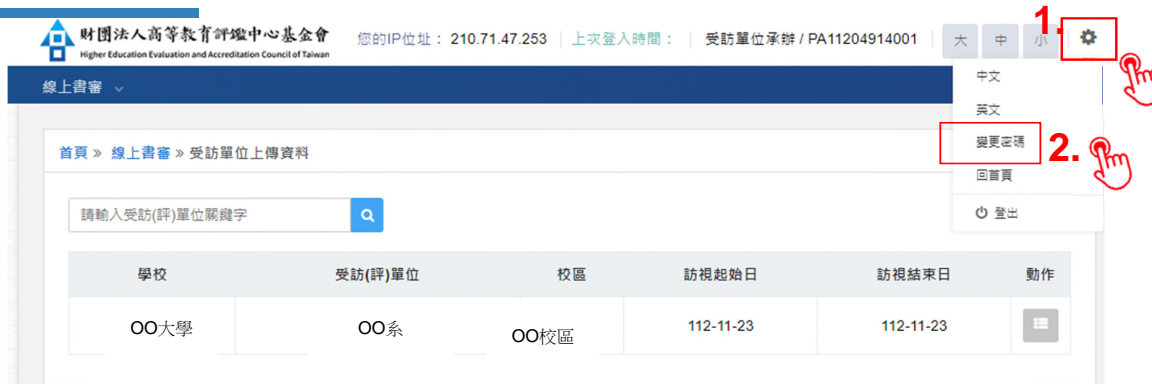 財團法人高等教育評鑑中心基金會
Higher Education Evaluation and Accreditation Council of Taiwan
您的IP位址： 210.71.47.253 | 上次登入時間： | 受訪單位承辦 / PA11204914001 | 大 中 小
1.
線上書審
中文
英文
變更密碼
2.
回首頁
登出
首頁 » 線上書審 » 受訪單位上傳資料
請輸入受訪(評)單位關鍵字
學校 受訪(評)單位 校區 訪視起始日 訪視結束日 動作
OO大學 OO系 OO校區 112-11-23 112-11-23